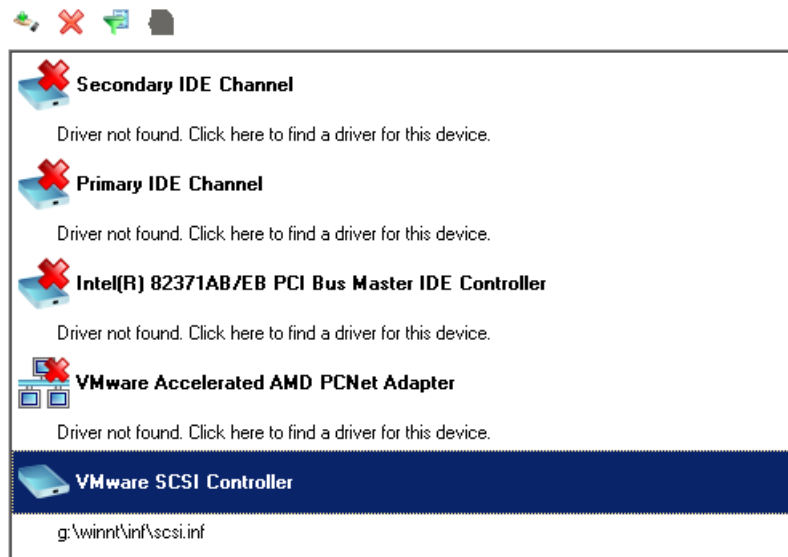 Secondary IDE Channel
Driver not found. Click here to find a driver for this device.
Primary IDE Channel
Driver not found. Click here to find a driver for this device.
Intel(R) 82371AB/EB PCI Bus Master IDE Controller
Driver not found. Click here to find a driver for this device.
VMware Accelerated AMD PCNet Adapter
Driver not found. Click here to find a driver for this device.
VMware SCSI Controller
g:\winnt\inf\scsi.inf